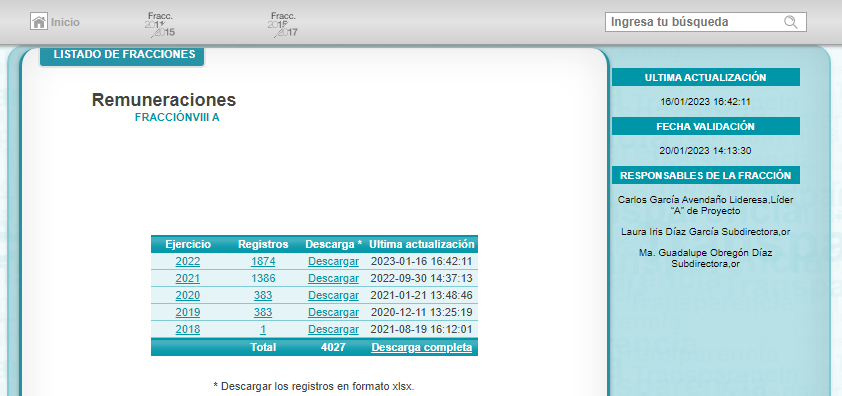 Inicio
Fracc.
2015
Fracc.
2017
Ingresa tu búsqueda
LISTADO DE FRACCIONES
Remuneraciones
FRACCIÓNVIII A
Ejercicio Registros Descarga * Ultima actualización
2022 1874 Descargar 2023-01-16 16:42:11
2021 1386 Descargar 2022-09-30 14:37:13
2020 383 Descargar 2021-01-21 13:48:46
2019 383 Descargar 2020-12-11 13:25:19
2018 1 Descargar 2021-08-19 16:12:01
Total 4027 Descarga completa
* Descargar los registros en formato xlsx.
ULTIMA ACTUALIZACIÓN
16/01/2023 16:42:11
FECHA VALIDACIÓN
20/01/2023 14:13:30
RESPONSABLES DE LA FRACCIÓN
Carlos García Avendaño Lideresa,Líder
"A" de Proyecto
Laura Iris Díaz García Subdirectora,or
Ma. Guadalupe Obregón Díaz
Subdirectora,or